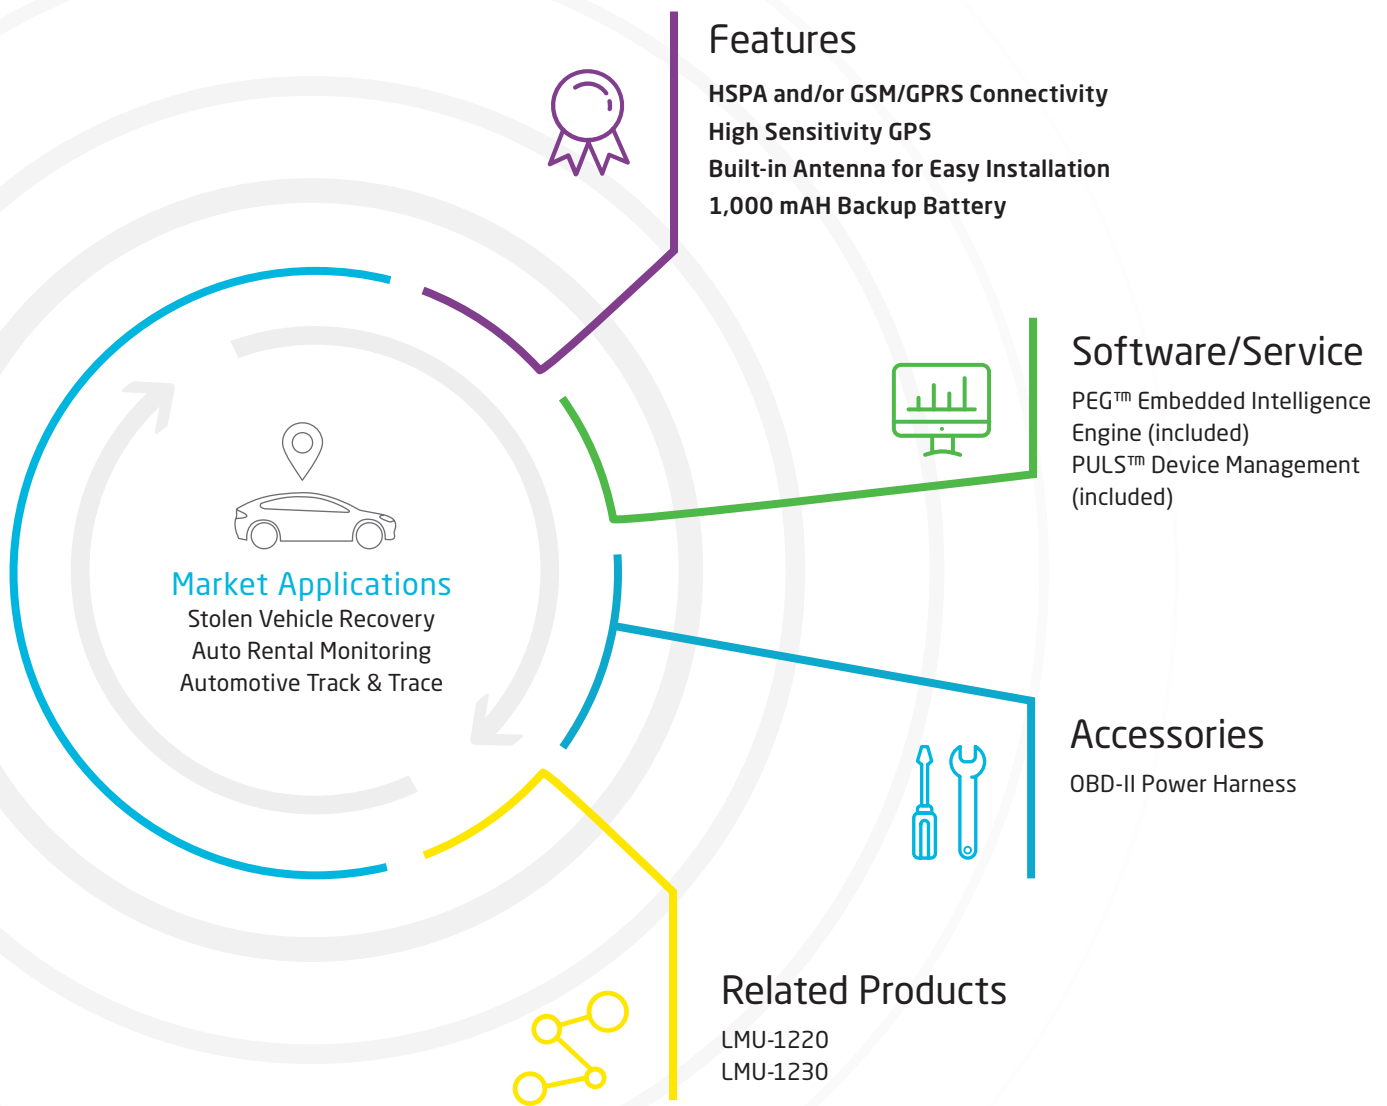 Features
HSPA and/or GSM/GPRS Connectivity
High Sensitivity GPS
Built-in Antenna for Easy Installation
1,000 mAH Backup Battery
Software/Service
PEG™ Embedded Intelligence
Engine (included)
PULS™ Device Management
(included)
Market Applications
Stolen Vehicle Recovery
Auto Rental Monitoring
Automotive Track & Trace
Accessories
OBD-II Power Harness
Related Products
LMU-1220
LMU-1230